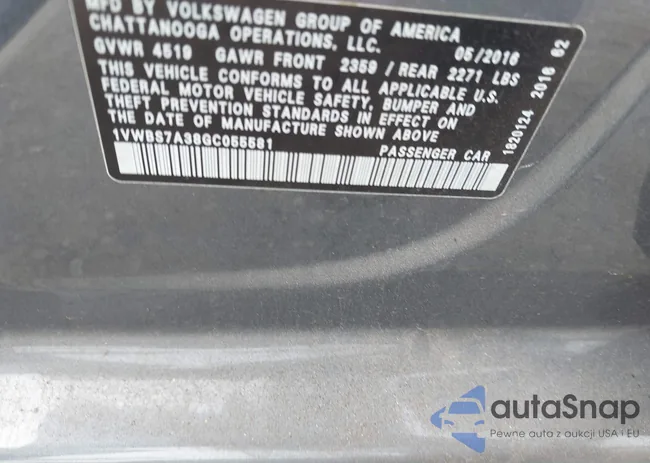 MFD BY VOLKSWAGEN GROUP OF AMERICA
CHATTANOOGA OPERATIONS, LLC. 05/2016
GVWR 4519 GAWR FRONT 2359 / REAR 2271 LBS
THIS VEHICLE CONFORMS TO ALL APPLICABLE U.S.
FEDERAL MOTOR VEHICLE SAFETY, BUMPER AND
THEFT PREVENTION STANDARDS IN EFFECT ON
THE DATE OF MANUFACTURE SHOWN ABOVE
1VWBS7A38GC055581 PASSENGER CAR
1820124 2016 02
autaSnap
Pewne auta z aukcji USA i EU